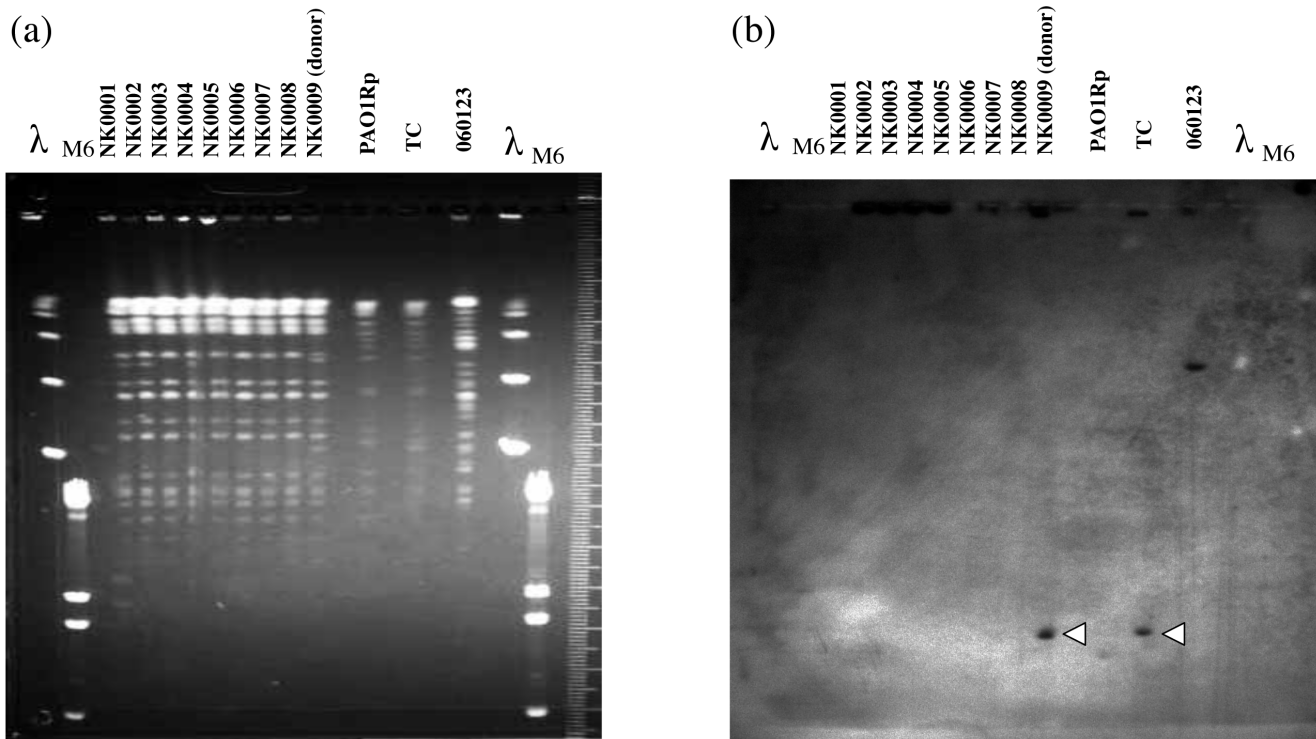 (a)
λ
M6
NK0001
NK0002
NK0003
NK0004
NK0005
NK0006
NK0007
NK0008
NK0009 (donor)
PAO1Rp
TC
060123
λ
M6
(b)
λ
M6
NK0001
NK0002
NK0003
NK0004
NK0005
NK0006
NK0007
NK0008
NK0009 (donor)
PAO1Rp
TC
060123
λ
M6